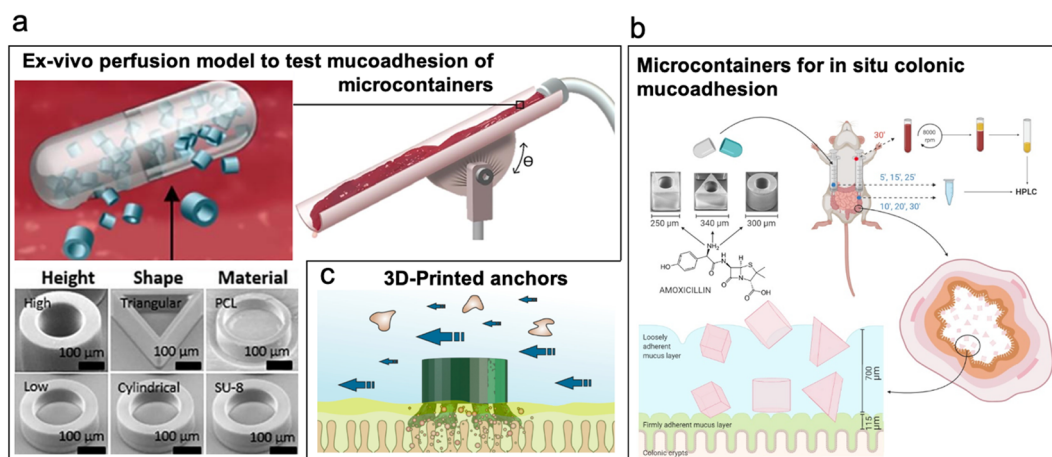 a
Ex-vivo perfusion model to test mucoadhesion of
microcontainers
Θ
Height Shape Material
High
100 µm
Triangular
100 µm
PCL
100 µm
Low
100 µm
Cylindrical
100 µm
SU-8
100 µm
C
3D-Printed anchors
b
Microcontainers for in situ colonic
mucoadhesion
30'
8000
rpm
5', 15', 25'
HPLC
10', 20', 30'
250 µm
340 µm
300 µm
NH₂
HO
O
N
H
S
N
O
O
OH
AMOXICILLIN
Loosely
adherent
mucus layer
700
µm
Firmly adherent mucus layer
115
µm
Colonic crypts